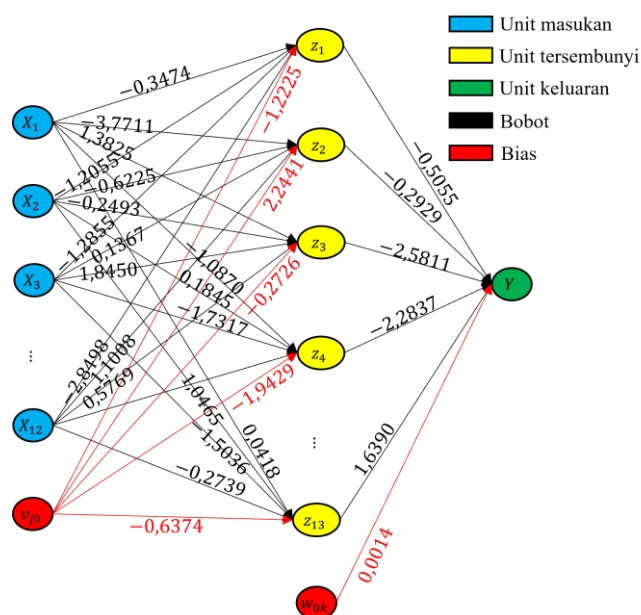 Unit masukan
Unit tersembunyi
Unit keluaran
Bobot
Bias
z₁
z₂
z₃
z₄
⋮
z₁₃
X₁
X₂
X₃
...
X₁₂
v_{j0}
w_{0k}
Y
−0,3474
−3,7711
1,3825
−1,2055
−0,6225
−0,2493
−1,2855
0,1367
1,8450
−1,0870
0,1845
−1,7317
−2,8498
−1,1008
0,5769
1,0465
−1,5036
0,0418
−0,2739
−1,2225
2,2441
−0,2726
−1,9429
−0,6374
−0,5055
−0,2929
−2,5811
−2,2837
1,6390
0,0014